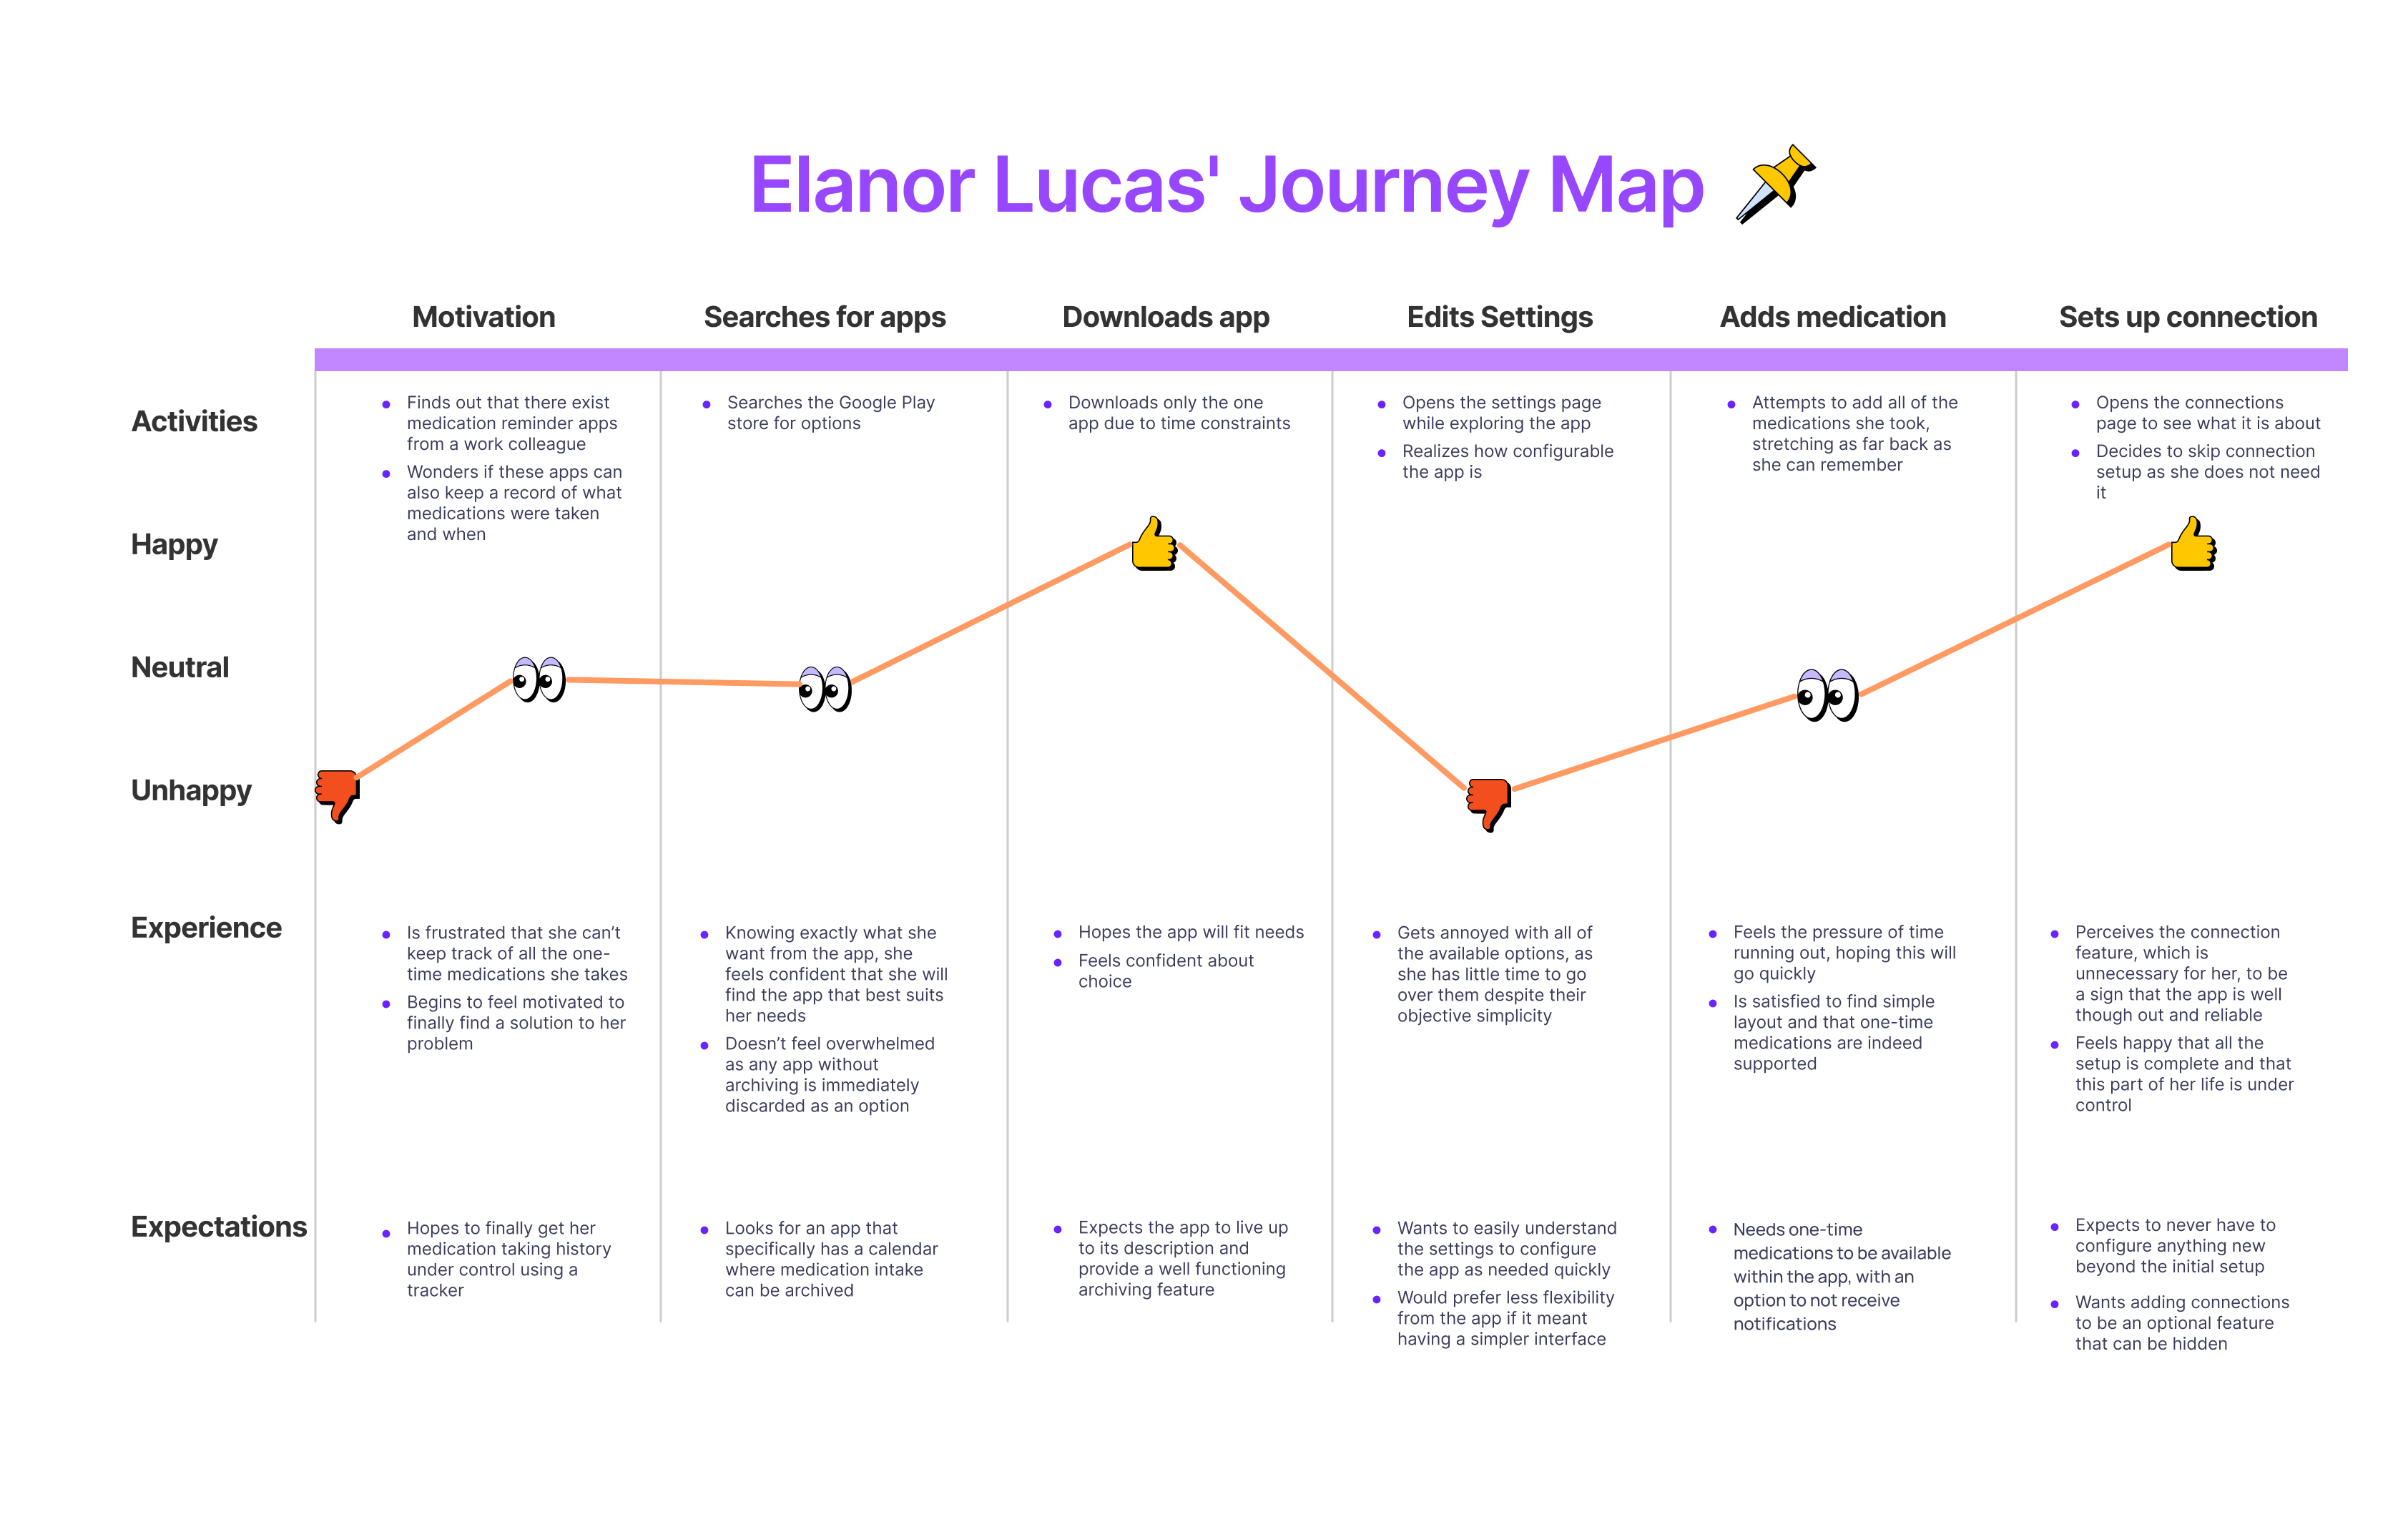 Elanor Lucas' Journey Map
Motivation
Searches for apps
Downloads app
Edits Settings
Adds medication
Sets up connection
Activities
Finds out that there exist
medication reminder apps
from a work colleague
Wonders if these apps can
also keep a record of what
medications were taken
and when
Searches the Google Play
store for options
Downloads only the one
app due to time constraints
Opens the settings page
while exploring the app
Realizes how configurable
the app is
Attempts to add all of the
medications she took,
stretching as far back as
she can remember
Opens the connections
page to see what it is about
Decides to skip connection
setup as she does not need
it
Happy
Neutral
Unhappy
Experience
Is frustrated that she can’t
keep track of all the one-
time medications she takes
Begins to feel motivated to
finally find a solution to her
problem
Knowing exactly what she
want from the app, she
feels confident that she will
find the app that best suits
her needs
Doesn’t feel overwhelmed
as any app without
archiving is immediately
discarded as an option
Hopes the app will fit needs
Feels confident about
choice
Gets annoyed with all of
the available options, as
she has little time to go
over them despite their
objective simplicity
Feels the pressure of time
running out, hoping this will
go quickly
Is satisfied to find simple
layout and that one-time
medications are indeed
supported
Perceives the connection
feature, which is
unnecessary for her, to be
a sign that the app is well
though out and reliable
Feels happy that all the
setup is complete and that
this part of her life is under
control
Expectations
Hopes to finally get her
medication taking history
under control using a
tracker
Looks for an app that
specifically has a calendar
where medication intake
can be archived
Expects the app to live up
to its description and
provide a well functioning
archiving feature
Wants to easily understand
the settings to configure
the app as needed quickly
Would prefer less flexibility
from the app if it meant
having a simpler interface
Needs one-time
medications to be available
within the app, with an
option to not receive
notifications
Expects to never have to
configure anything new
beyond the initial setup
Wants adding connections
to be an optional feature
that can be hidden